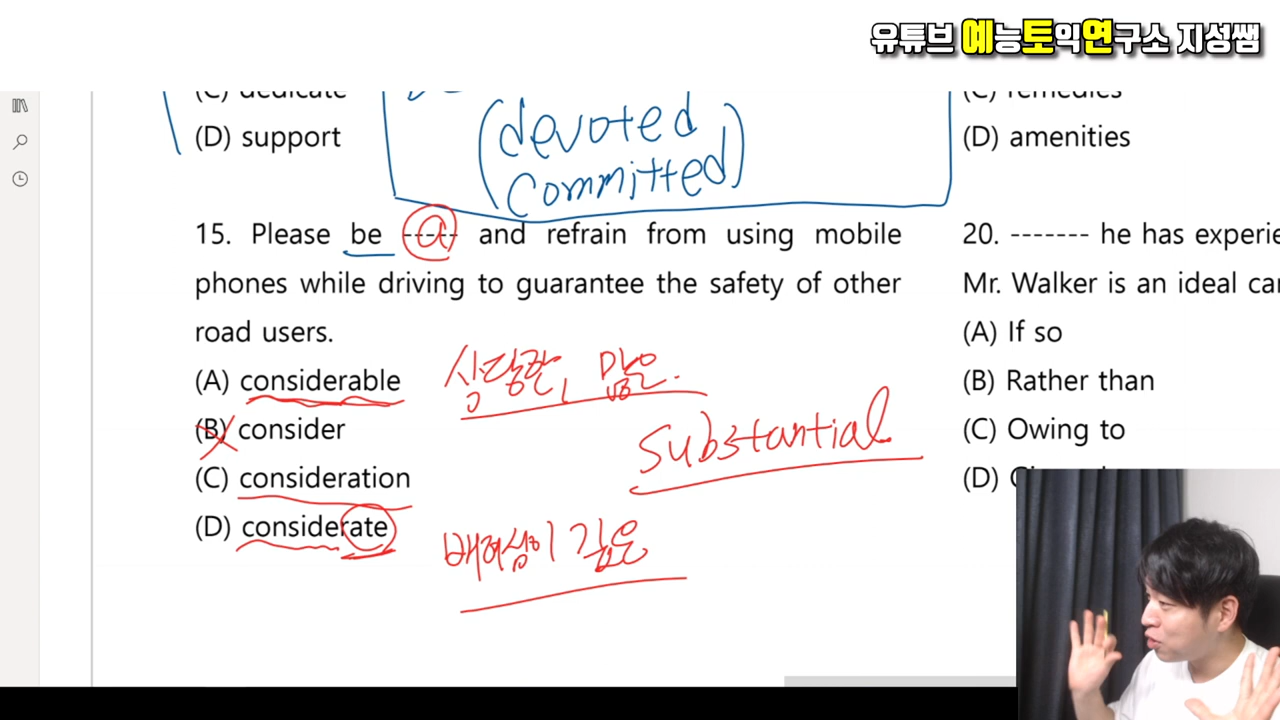 유튜브 예능토익연구소 지성쌤
(C) dedicate
(D) support
(devoted
committed)
15. Please be ------ and refrain from using mobile
a
phones while driving to guarantee the safety of other
road users.
(A) considerable
상당한, 많은.
(B) consider
substantial
(C) consideration
(D) considerate
배려심이 깊은
(C) remedies
(D) amenities
20. ------- he has experie
Mr. Walker is an ideal ca
(A) If so
(B) Rather than
(C) Owing to
(D)